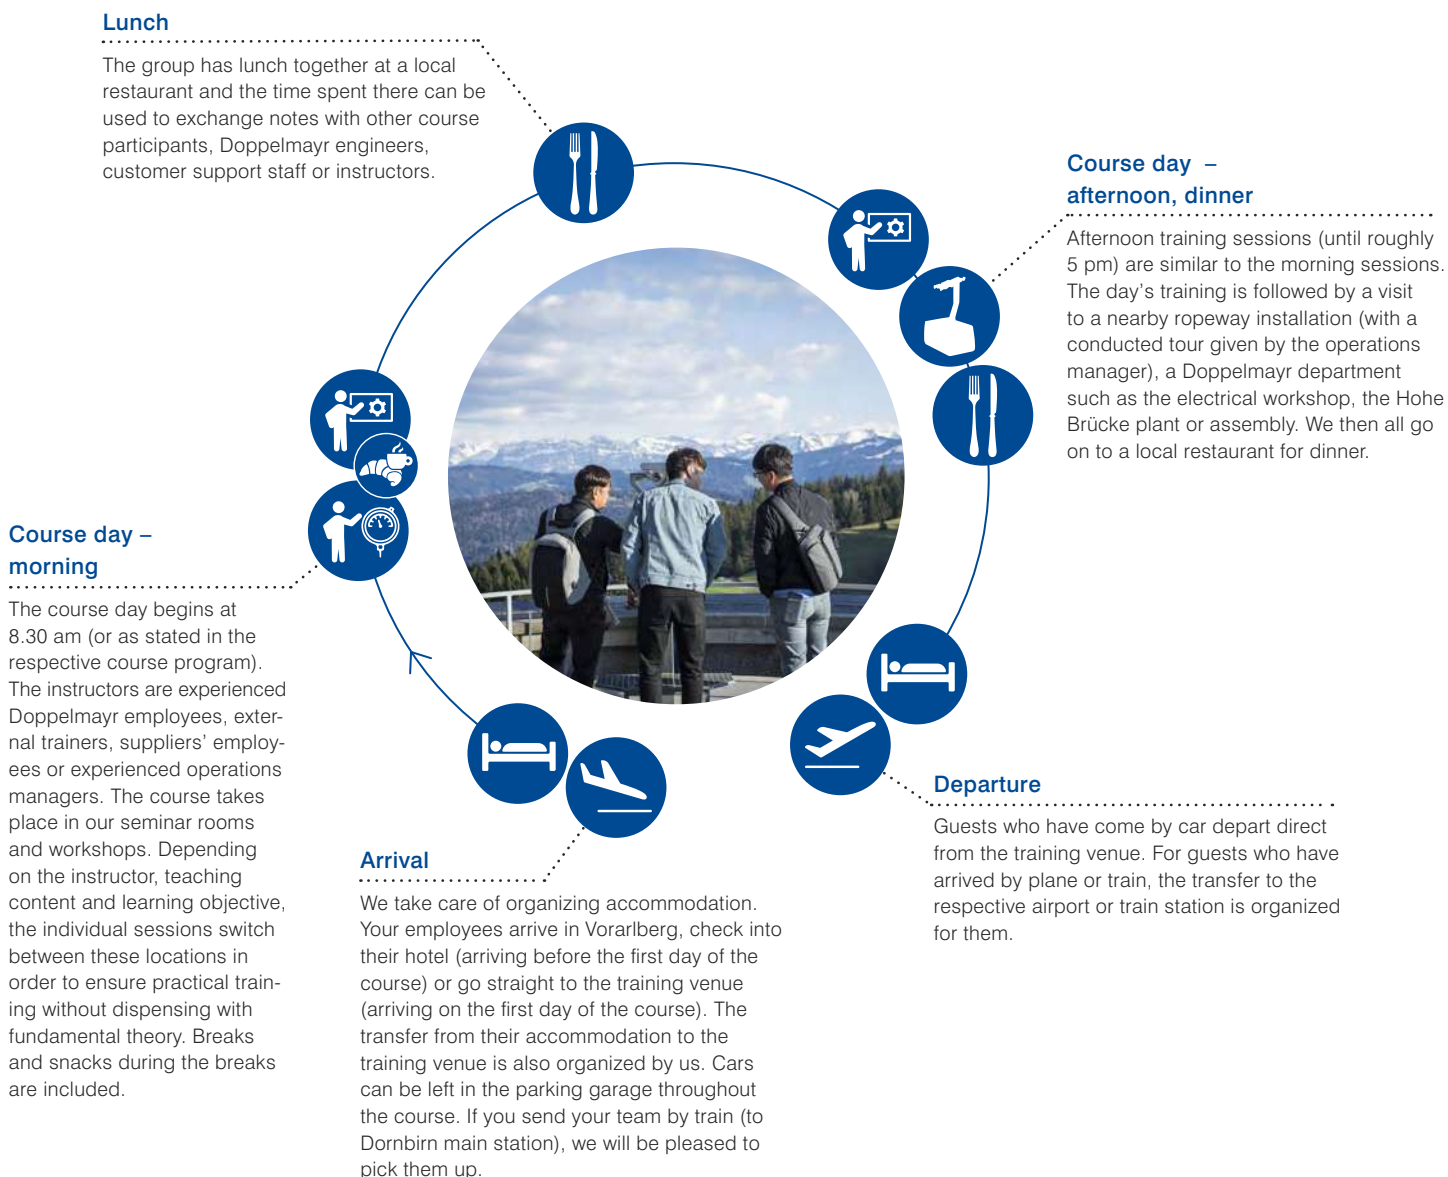 Lunch
The group has lunch together at a local
restaurant and the time spent there can be
used to exchange notes with other course
participants, Doppelmayr engineers,
customer support staff or instructors.
Course day –
afternoon, dinner
Afternoon training sessions (until roughly
5 pm) are similar to the morning sessions.
The day’s training is followed by a visit
to a nearby ropeway installation (with a
conducted tour given by the operations
manager), a Doppelmayr department
such as the electrical workshop, the Hohe
Brücke plant or assembly. We then all go
on to a local restaurant for dinner.
Course day –
morning
The course day begins at
8.30 am (or as stated in the
respective course program).
The instructors are experienced
Doppelmayr employees, exter-
nal trainers, suppliers’ employ-
ees or experienced operations
managers. The course takes
place in our seminar rooms
and workshops. Depending
on the instructor, teaching
content and learning objective,
the individual sessions switch
between these locations in
order to ensure practical train-
ing without dispensing with
fundamental theory. Breaks
and snacks during the breaks
are included.
Arrival
We take care of organizing accommodation.
Your employees arrive in Vorarlberg, check into
their hotel (arriving before the first day of the
course) or go straight to the training venue
(arriving on the first day of the course). The
transfer from their accommodation to the
training venue is also organized by us. Cars
can be left in the parking garage throughout
the course. If you send your team by train (to
Dornbirn main station), we will be pleased to
pick them up.
Departure
Guests who have come by car depart direct
from the training venue. For guests who have
arrived by plane or train, the transfer to the
respective airport or train station is organized
for them.